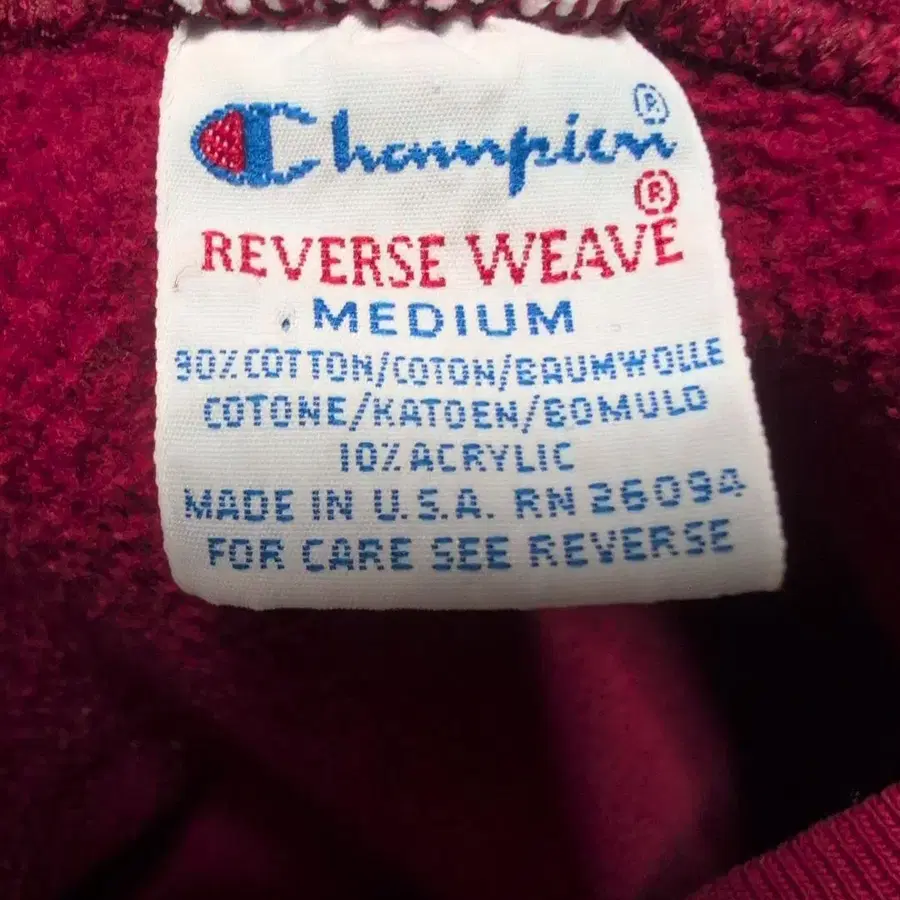 Champion®
REVERSE WEAVE®
MEDIUM
90% COTTON/COTON/BAUMWOLLE
COTONE/KATOEN/BOMULD
10% ACRYLIC
MADE IN U.S.A. RN 26094
FOR CARE SEE REVERSE